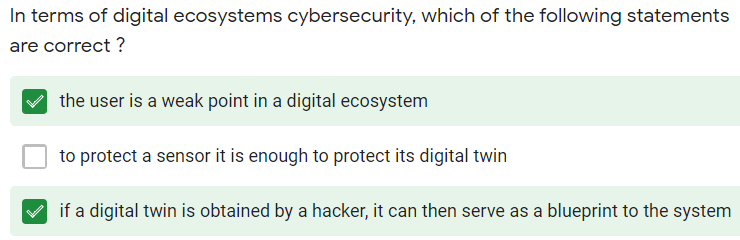 In terms of digital ecosystems cybersecurity, which of the following statements
are correct ?
the user is a weak point in a digital ecosystem
to protect a sensor it is enough to protect its digital twin
if a digital twin is obtained by a hacker, it can then serve as a blueprint to the system